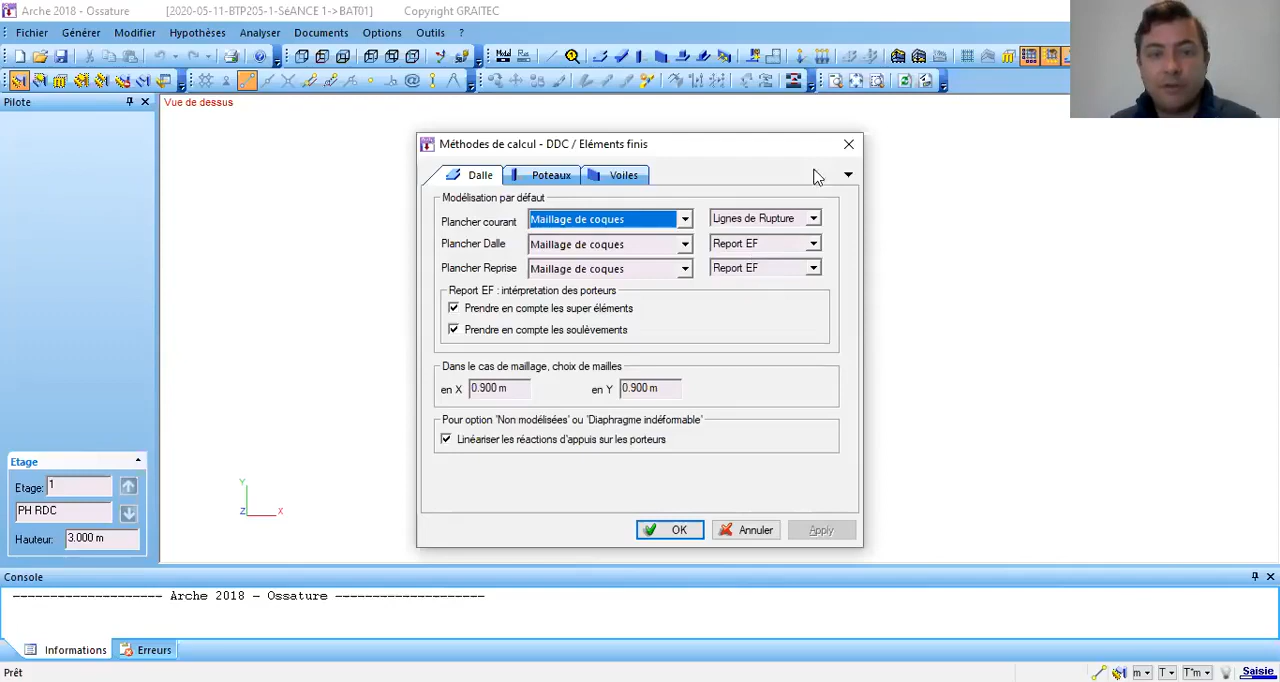 Arche 2018 - Ossature [2020-05-11-BTP205-1-SéANCE 1->BAT01] Copyright GRAITEC
Fichier Générer Modifier Hypothèses Analyser Documents Options Outils ?
Pilote
Vue de dessus
Méthodes de calcul - DDC / Eléments finis
Dalle Poteaux Voiles
Modélisation par défaut
Plancher courant Maillage de coques Lignes de Rupture
Plancher Dalle Maillage de coques Report EF
Plancher Reprise Maillage de coques Report EF
Report EF : intérpretation des porteurs
Prendre en compte les super éléments
Prendre en compte les soulèvements
Dans le cas de maillage, choix de mailles
en X 0.900 m en Y 0.900 m
Pour option 'Non modélisées' ou 'Diaphragme indéformable'
Linéariser les réactions d'appuis sur les porteurs
OK Annuler Apply
Etage
Etage: 1
PH RDC
Hauteur: 3.000 m
Y
Z X
Console
-------------------- Arche 2018 - Ossature --------------------
Informations Erreurs
Prêt m T T*m Saisie